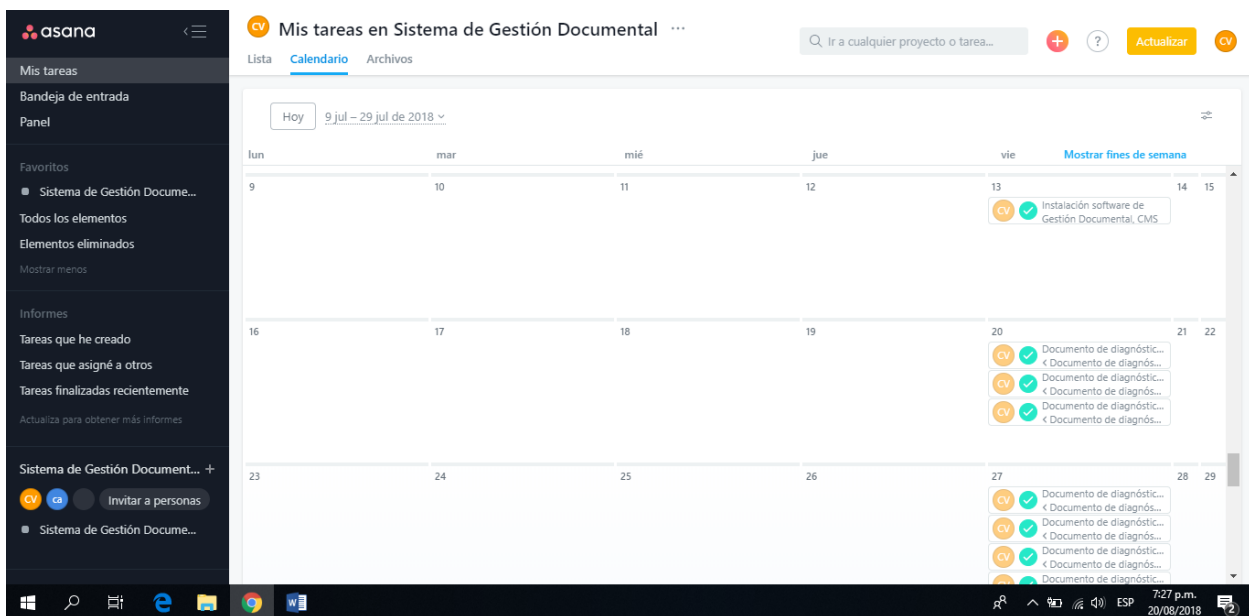 asana
Mis tareas
Bandeja de entrada
Panel
Favoritos
Sistema de Gestión Docume...
Todos los elementos
Elementos eliminados
Mostrar menos
Informes
Tareas que he creado
Tareas que asigné a otros
Tareas finalizadas recientemente
Actualiza para obtener más informes
Sistema de Gestión Document... +
CV ca Invitar a personas
Sistema de Gestión Docume...
CV Mis tareas en Sistema de Gestión Documental ...
Lista Calendario Archivos
Ir a cualquier proyecto o tarea...
+ ? Actualizar CV
Hoy 9 jul – 29 jul de 2018
lun mar mié jue vie Mostrar fines de semana
9 10 11 12 13 14 15
CV Instalación software de
Gestión Documental, CMS
16 17 18 19 20 21 22
CV Documento de diagnóstic...
< Documento de diagnós...
CV Documento de diagnóstic...
< Documento de diagnós...
CV Documento de diagnóstic...
< Documento de diagnós...
23 24 25 26 27 28 29
CV Documento de diagnóstic...
< Documento de diagnós...
CV Documento de diagnóstic...
< Documento de diagnós...
CV Documento de diagnóstic...
< Documento de diagnós...
CV Documento de diagnóstic...
ESP 7:27 p.m.
20/08/2018 2